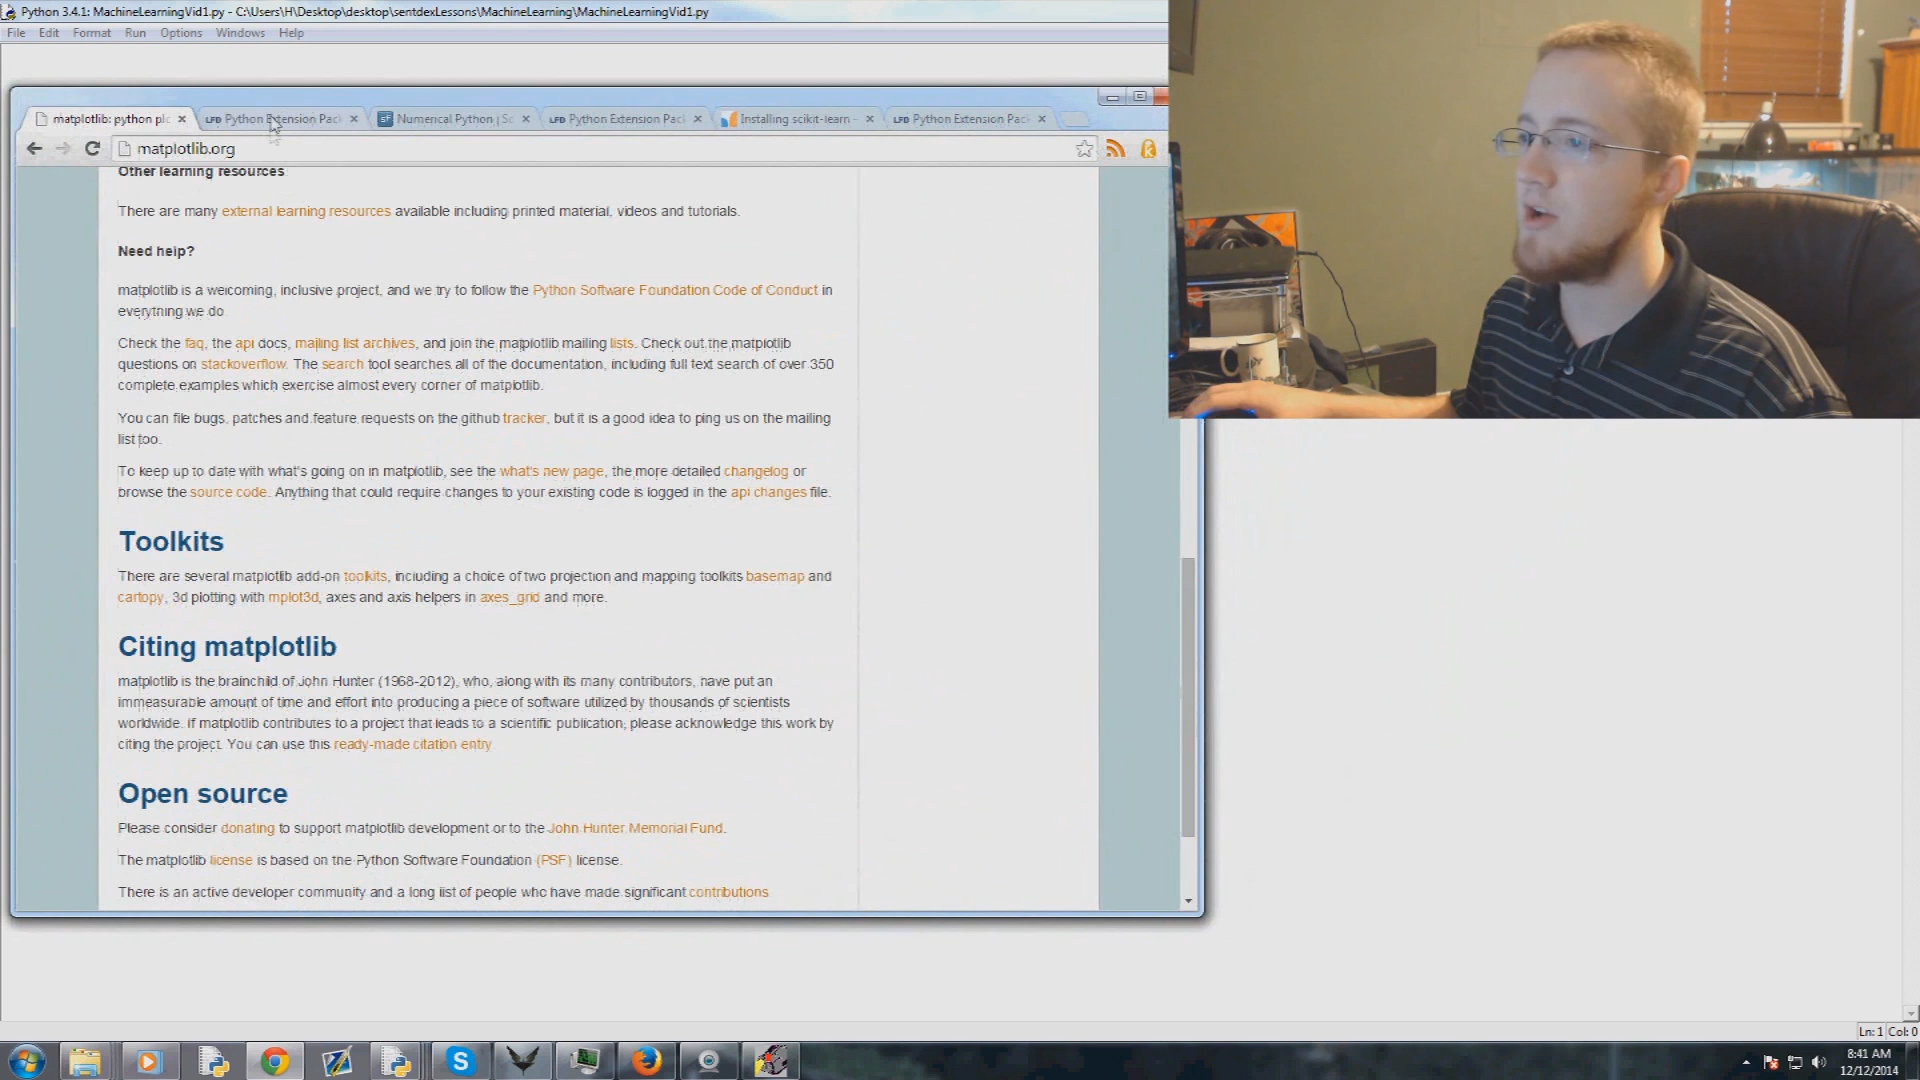 Python 3.4.1: MachineLearningVid1.py - C:\Users\H\Desktop\desktop\sentdexLessons\MachineLearning\MachineLearningVid1.py
File Edit Format Run Options Windows Help
matplotlib: python plo LFD Python Extension Pack Numerical Python | So LFD Python Extension Pack Installing scikit-learn - LFD Python Extension Pack
matplotlib.org
Other learning resources
There are many external learning resources available including printed material, videos and tutorials.
Need help?
matplotlib is a welcoming, inclusive project, and we try to follow the Python Software Foundation Code of Conduct in
everything we do
Check the faq, the api docs, mailing list archives, and join the matplotlib mailing lists. Check out the matplotlib
questions on stackoverflow. The search tool searches all of the documentation, including full text search of over 350
complete examples which exercise almost every corner of matplotlib.
You can file bugs, patches and feature requests on the github tracker, but it is a good idea to ping us on the mailing
list too.
To keep up to date with what's going on in matplotlib, see the what's new page, the more detailed changelog or
browse the source code. Anything that could require changes to your existing code is logged in the api changes file.
Toolkits
There are several matplotlib add-on toolkits, including a choice of two projection and mapping toolkits basemap and
cartopy, 3d plotting with mplot3d, axes and axis helpers in axes_grid and more.
Citing matplotlib
matplotlib is the brainchild of John Hunter (1968-2012), who, along with its many contributors, have put an
immeasurable amount of time and effort into producing a piece of software utilized by thousands of scientists
worldwide. If matplotlib contributes to a project that leads to a scientific publication, please acknowledge this work by
citing the project. You can use this ready-made citation entry
Open source
Please consider donating to support matplotlib development or to the John Hunter Memorial Fund.
The matplotlib license is based on the Python Software Foundation (PSF) license.
There is an active developer community and a long list of people who have made significant contributions
Ln: 1 Col: 0
8:41 AM
12/12/2014